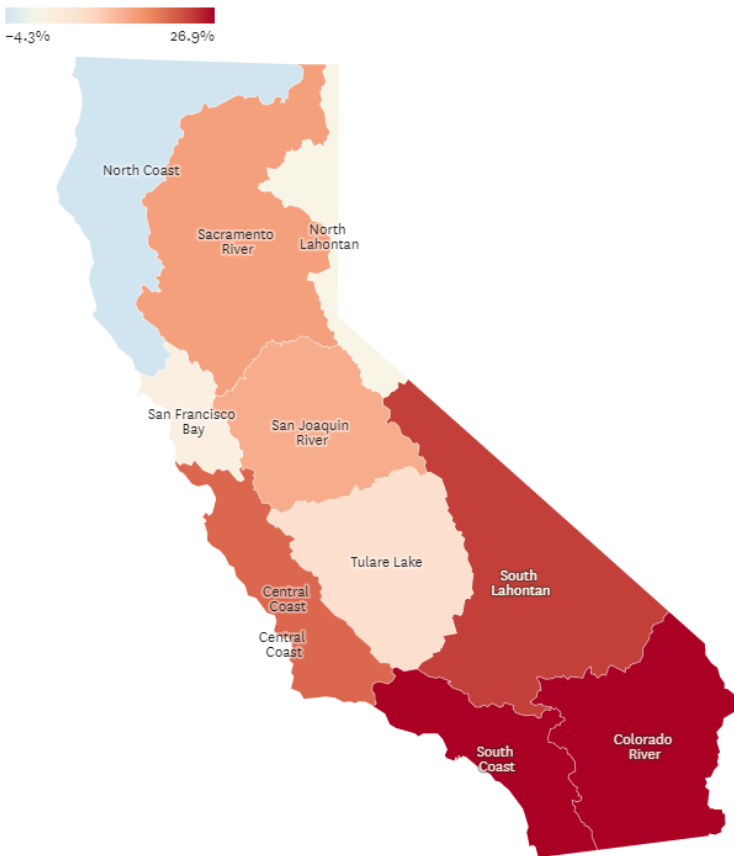 −4.3% 26.9%
North Coast
Sacramento
River
North
Lahontan
San Francisco
Bay
San Joaquin
River
Tulare Lake
South
Lahontan
Central
Coast
Central
Coast
Colorado
River
South
Coast